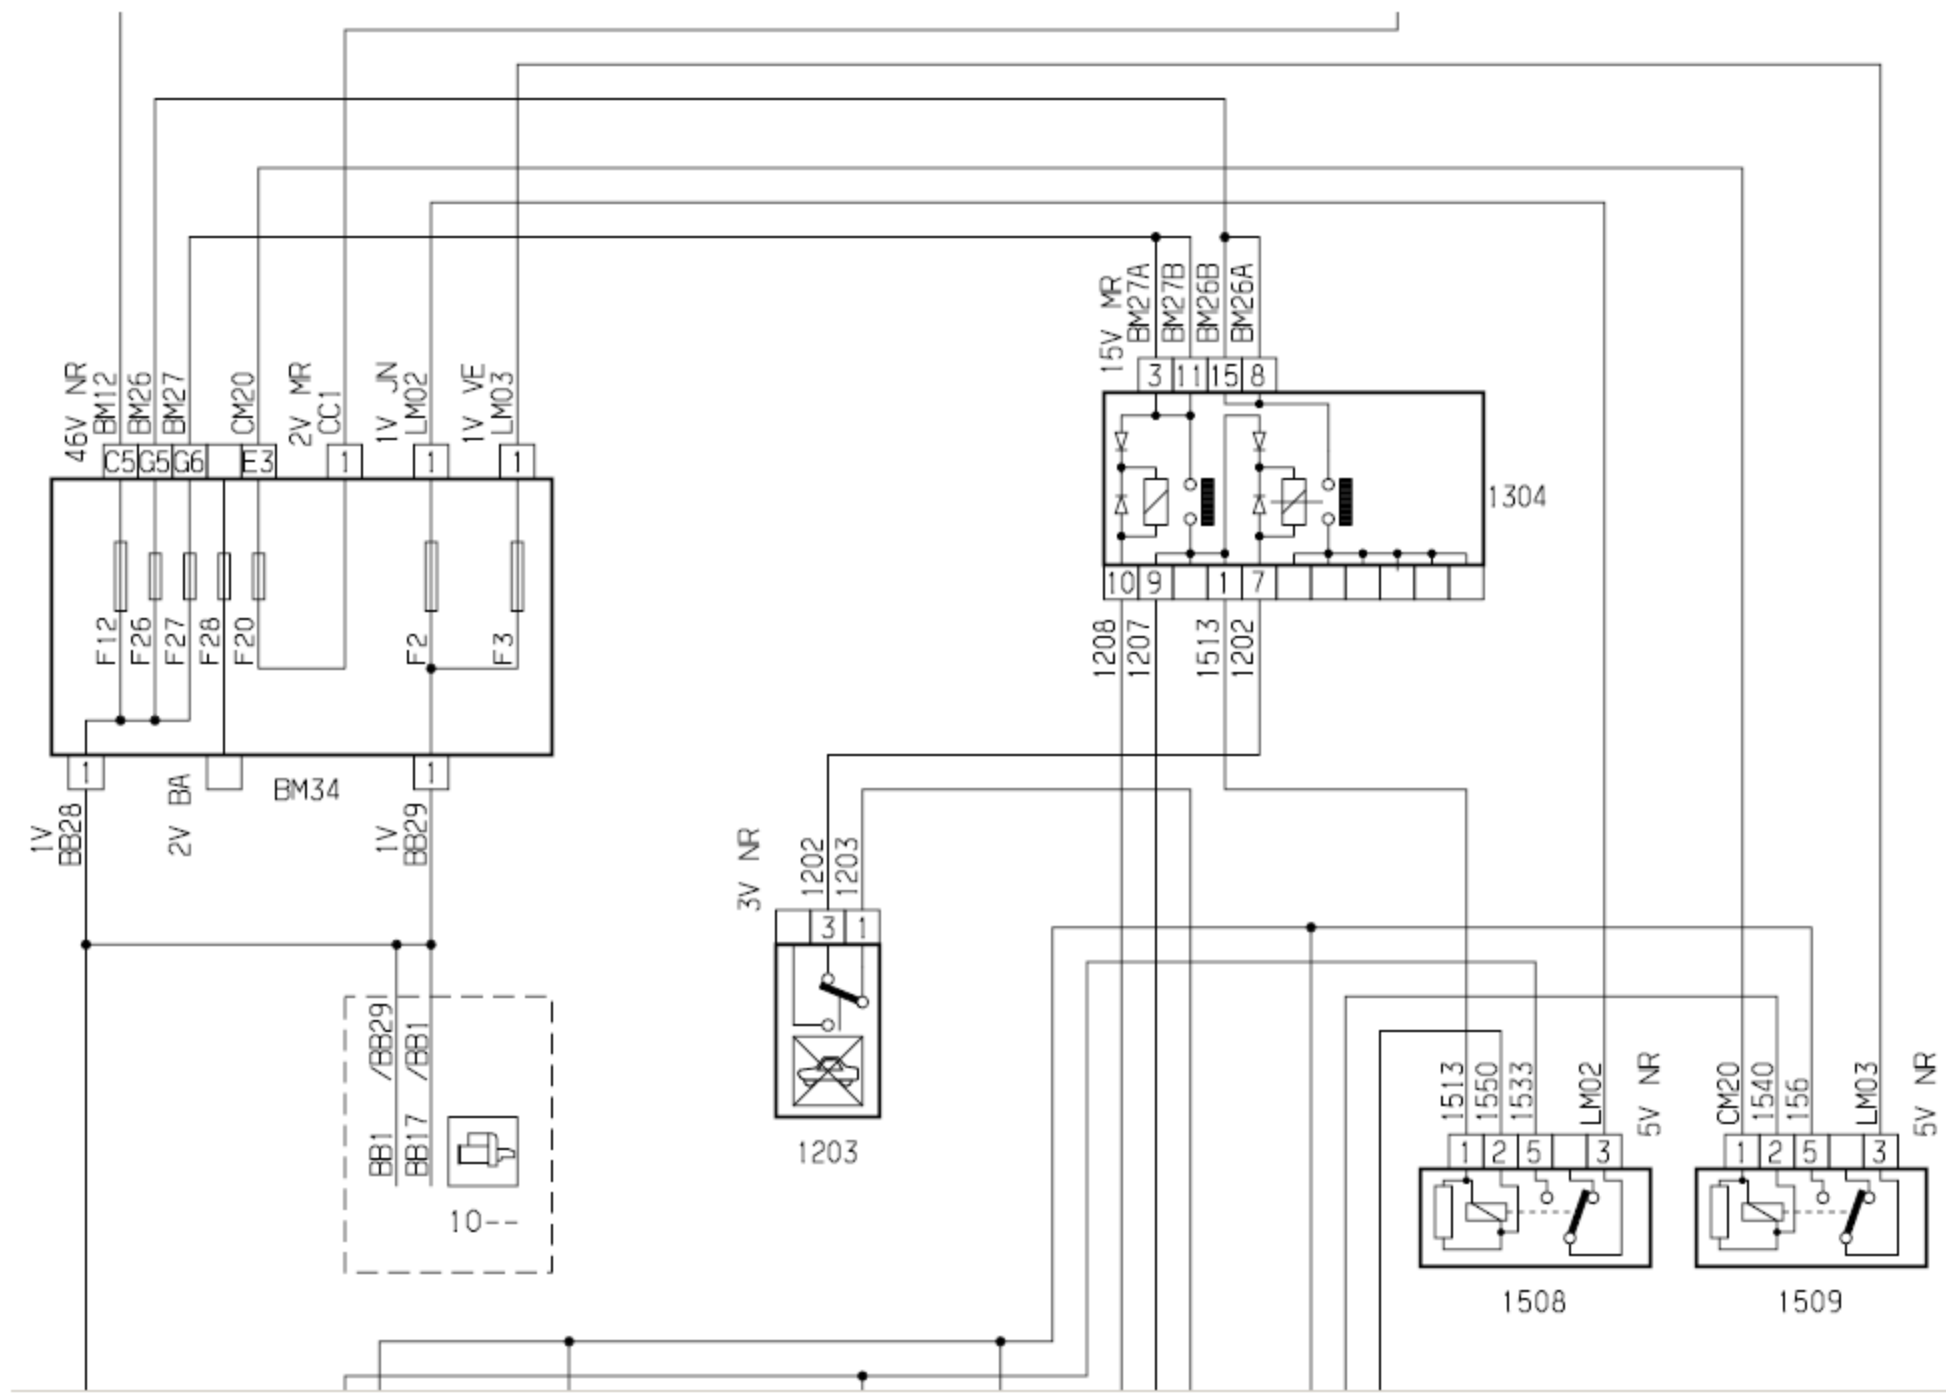 46V NR
BM12
BM26
BM27
CM20
2V MR
CC1
1V JN
LM02
1V VE
LM03
C5
G5
G6
E3
1
1
1
F12
F26
F27
F28
F20
F2
F3
1
1
BM34
1V
BB28
2V BA
1V
BB29
BB1 /BB29
BB17 /BB1
10--
15V MR
BM27A
BM27B
BM26B
BM26A
3
11
15
8
1304
10
9
1
7
1208
1207
1513
1202
3V NR
1202
1203
3
1
1203
1513
1550
1533
LM02
5V NR
1
2
5
3
1508
CM20
1540
156
LM03
5V NR
1
2
5
3
1509